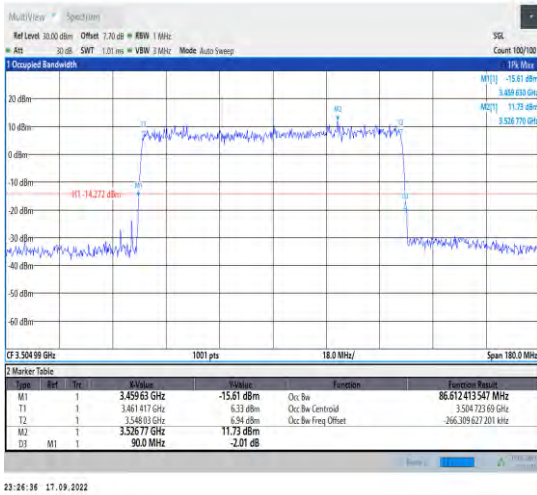 MultiView Spectrum
Ref Level 30.00 dBm Offset 7.70 dB RBW 1 MHz SGL
Att 30 dB SWT 1.01 ms VBW 3 MHz Mode Auto Sweep Count 100/100
1 Occupied Bandwidth 1Pk Max
M1[1] -15.61 dBm
3.459 630 GHz
M2[1] 11.73 dBm
3.526 770 GHz
20 dBm
M2
T1
T2
10 dBm
0 dBm
-10 dBm
M1
H1 -14.272 dBm
D3
-20 dBm
-30 dBm
-40 dBm
-50 dBm
-60 dBm
CF 3.504 99 GHz 1001 pts 18.0 MHz/ Span 180.0 MHz
2 Marker Table
Type Ref Trc X-Value Y-Value Function Function Result
M1 1 3.459 63 GHz -15.61 dBm Occ Bw 86.612 413 547 MHz
T1 1 3.461 417 GHz 6.33 dBm Occ Bw Centroid 3.504 723 69 GHz
T2 1 3.548 03 GHz 6.94 dBm Occ Bw Freq Offset -266.309 627 201 kHz
M2 1 3.526 77 GHz 11.73 dBm
D3 M1 1 90.0 MHz -2.01 dB
23:26:36 17.09.2022